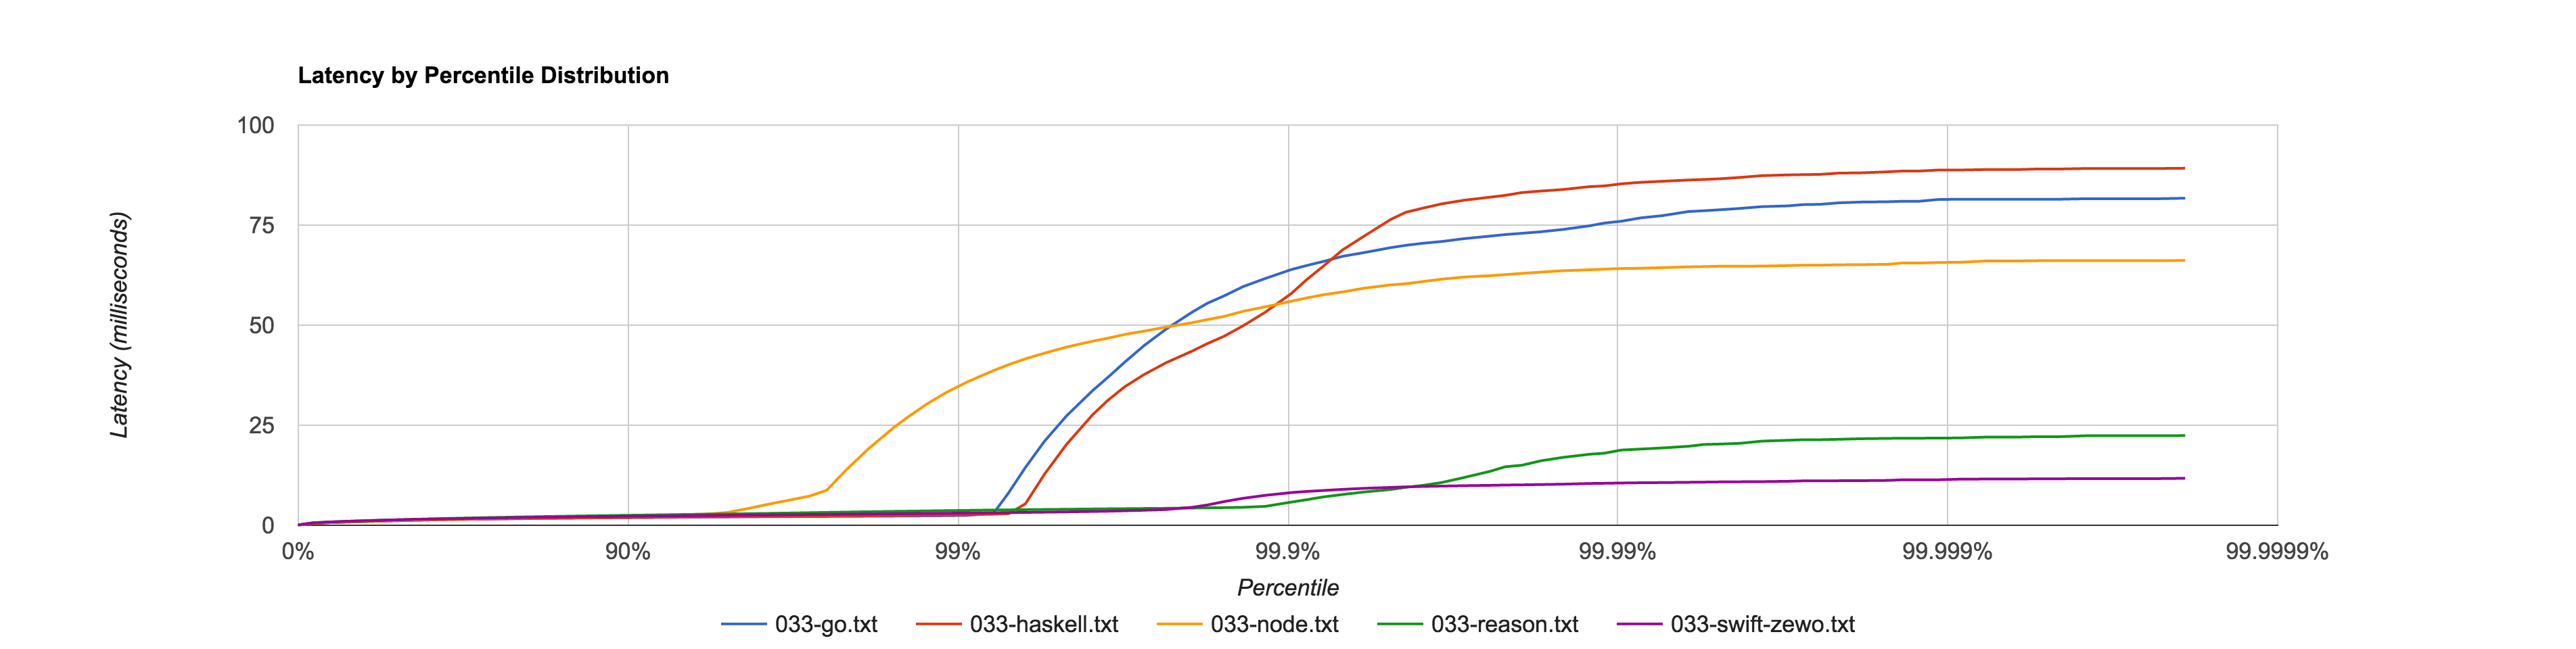 Latency by Percentile Distribution
100
75
50
25
0
Latency (milliseconds)
0% 90% 99% 99.9% 99.99% 99.999% 99.9999%
Percentile
033-go.txt 033-haskell.txt 033-node.txt 033-reason.txt 033-swift-zewo.txt